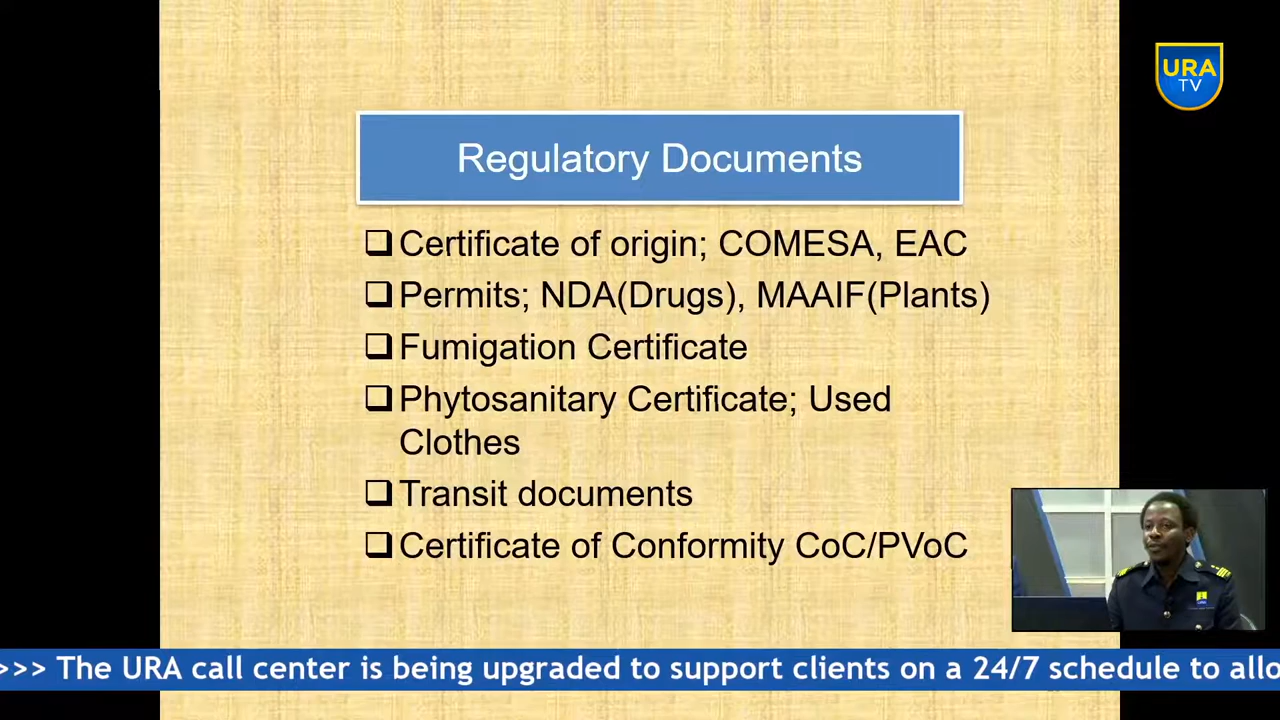 URA
TV
Regulatory Documents
Certificate of origin; COMESA, EAC
Permits; NDA(Drugs), MAAIF(Plants)
Fumigation Certificate
Phytosanitary Certificate; Used
Clothes
Transit documents
Certificate of Conformity CoC/PVoC
>>> The URA call center is being upgraded to support clients on a 24/7 schedule to allo